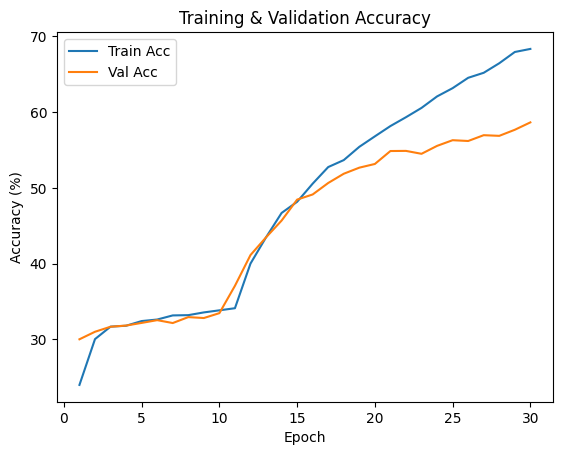 Training & Validation Accuracy
Train Acc
Val Acc
Accuracy (%)
70
60
50
40
30
0 5 10 15 20 25 30
Epoch